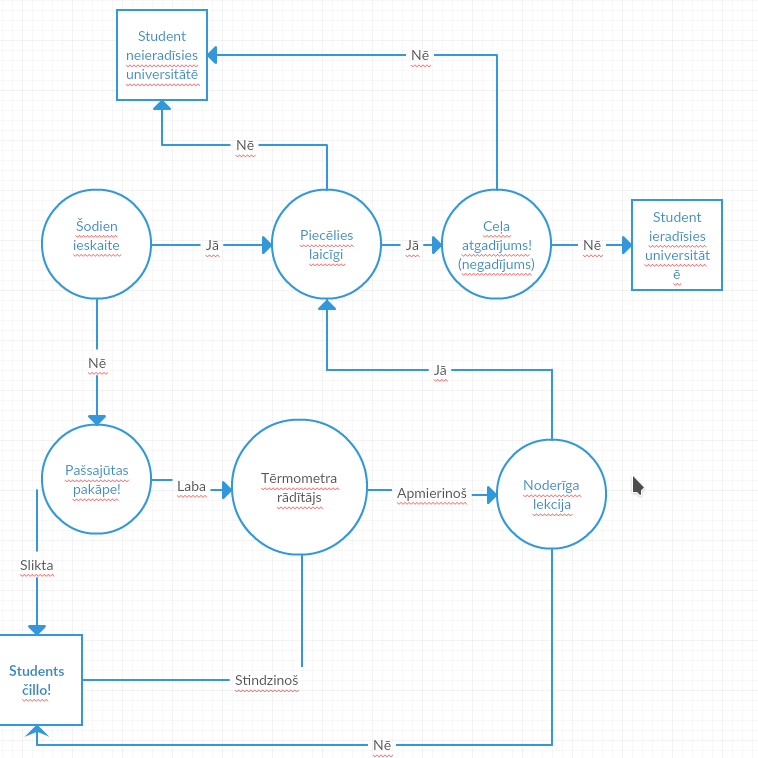 Student
neieradīsies
universitātē
Nē
Nē
Šodien
ieskaite
Jā
Piecēlies
laicīgi
Jā
Ceļa
atgadījums!
(negadījums)
Nē
Student
ieradīsies
universitāt
ē
Nē
Jā
Pašsajūtas
pakāpe!
Laba
Tērmometra
rādītājs
Apmierinoš
Noderīga
lekcija
Slikta
Students
čillo!
Stindzinoš
Nē